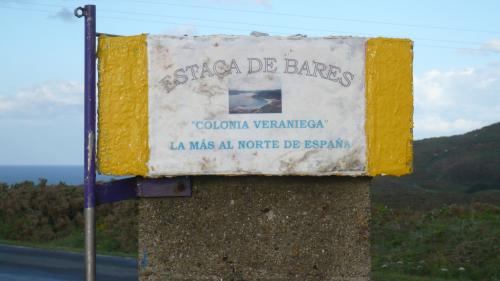 ESTACA DE BARES
"COLONIA VERANIEGA"
LA MÁS AL NORTE DE ESPAÑA